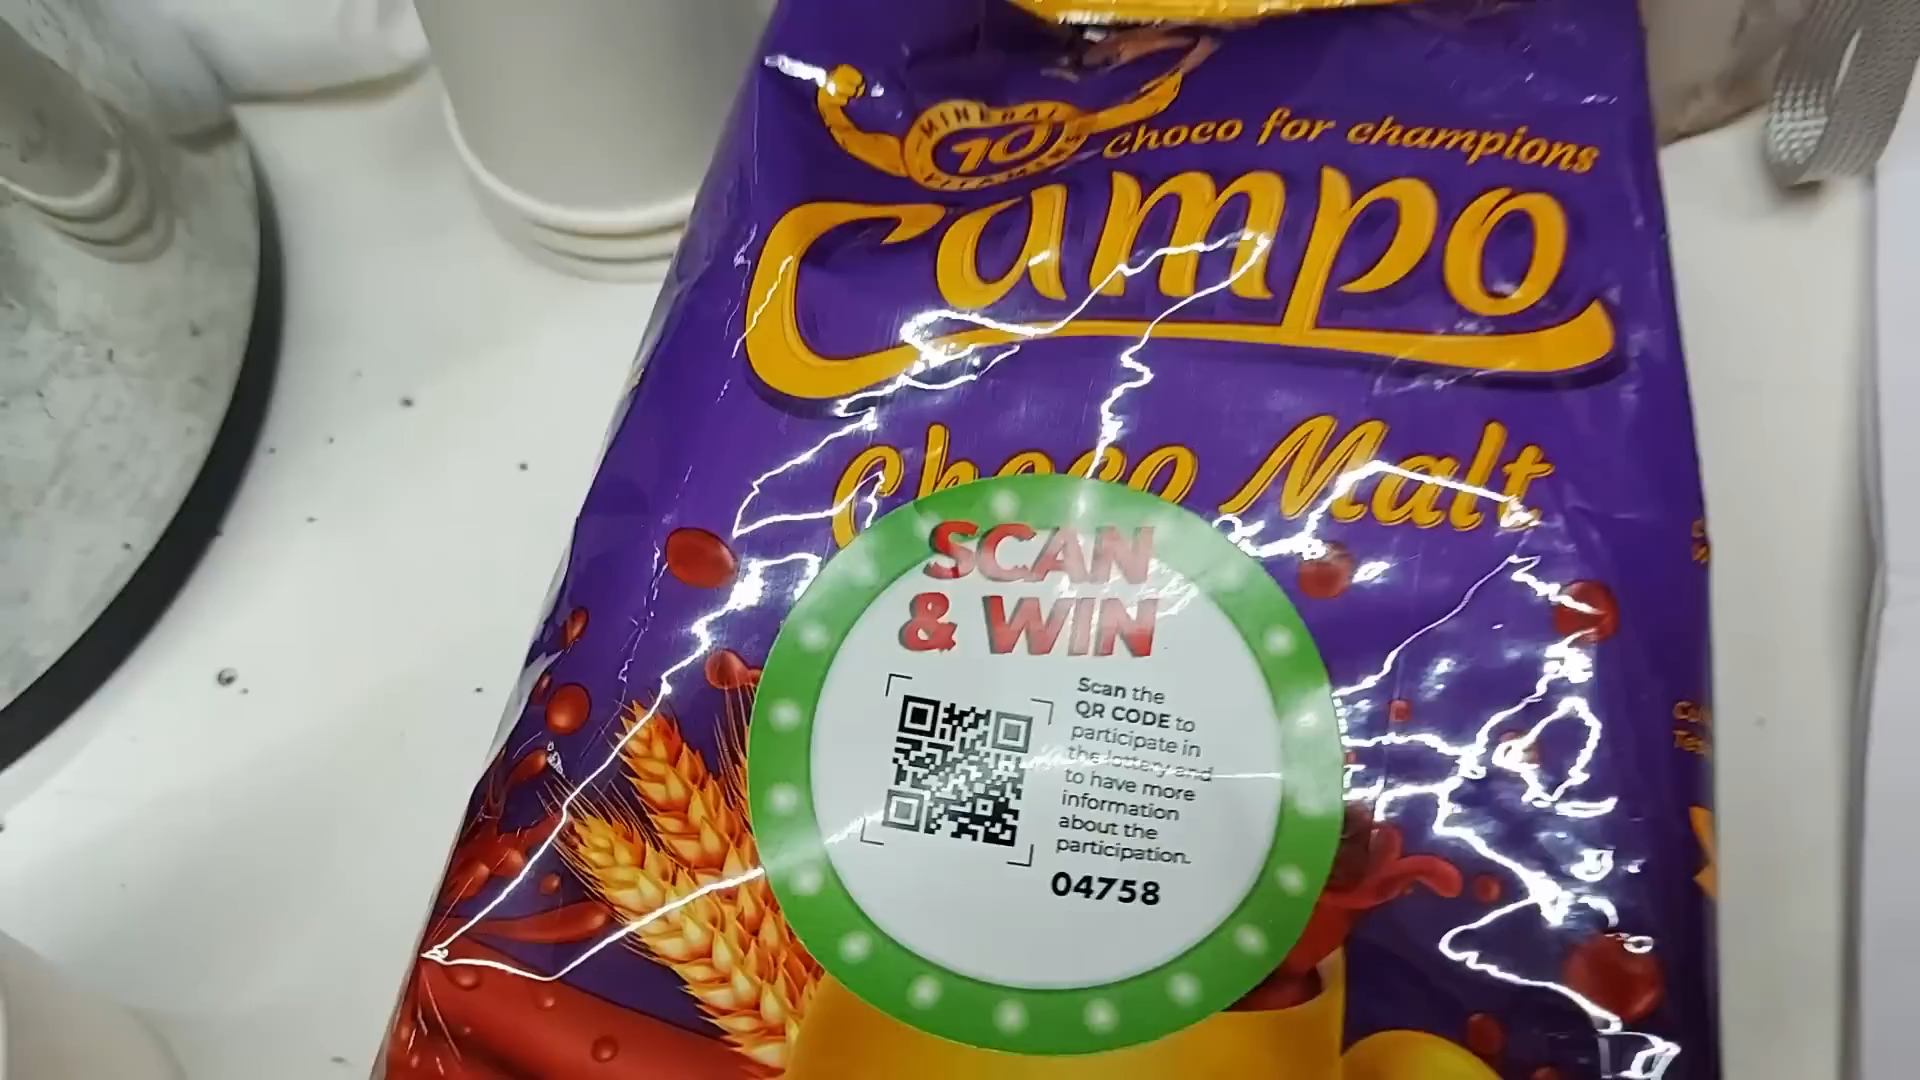 MINERAL
10
VITAMIN
choco for champions
Campo
Choco Malt
SCAN
& WIN
Scan the
QR CODE to
participate in
the lottery and
to have more
information
about the
participation.
04758